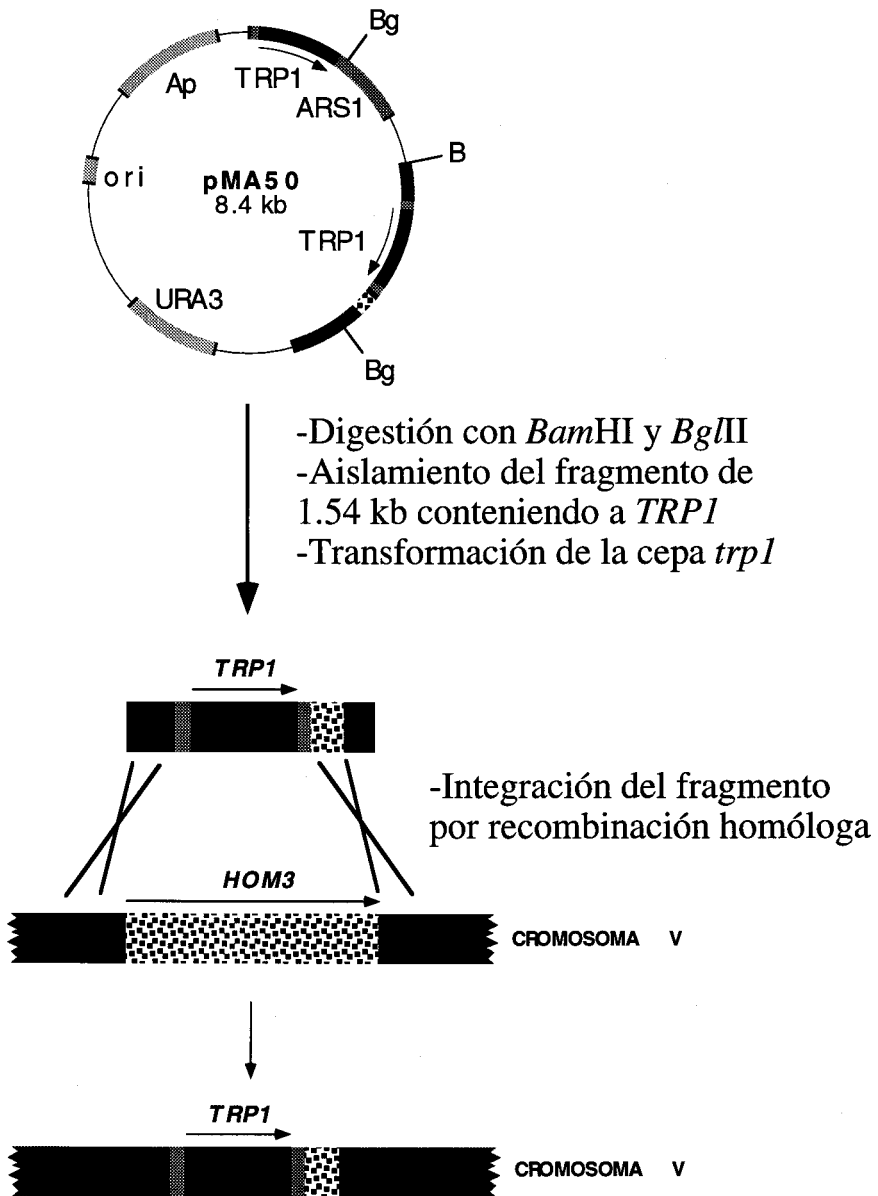 Bg
Ap
TRP1
ARS1
B
ori
pMA50
8.4 kb
TRP1
URA3
Bg
-Digestión con BamHI y BglII
-Aislamiento del fragmento de
1.54 kb conteniendo a TRP1
-Transformación de la cepa trp1
TRP1
-Integración del fragmento
por recombinación homóloga
HOM3
CROMOSOMA V
TRP1
CROMOSOMA V